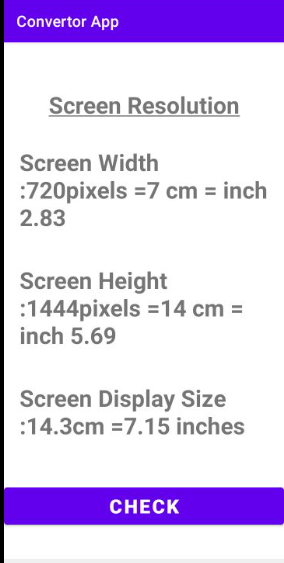 Convertor App
Screen Resolution
Screen Width
:720pixels =7 cm = inch
2.83
Screen Height
:1444pixels =14 cm =
inch 5.69
Screen Display Size
:14.3cm =7.15 inches
CHECK